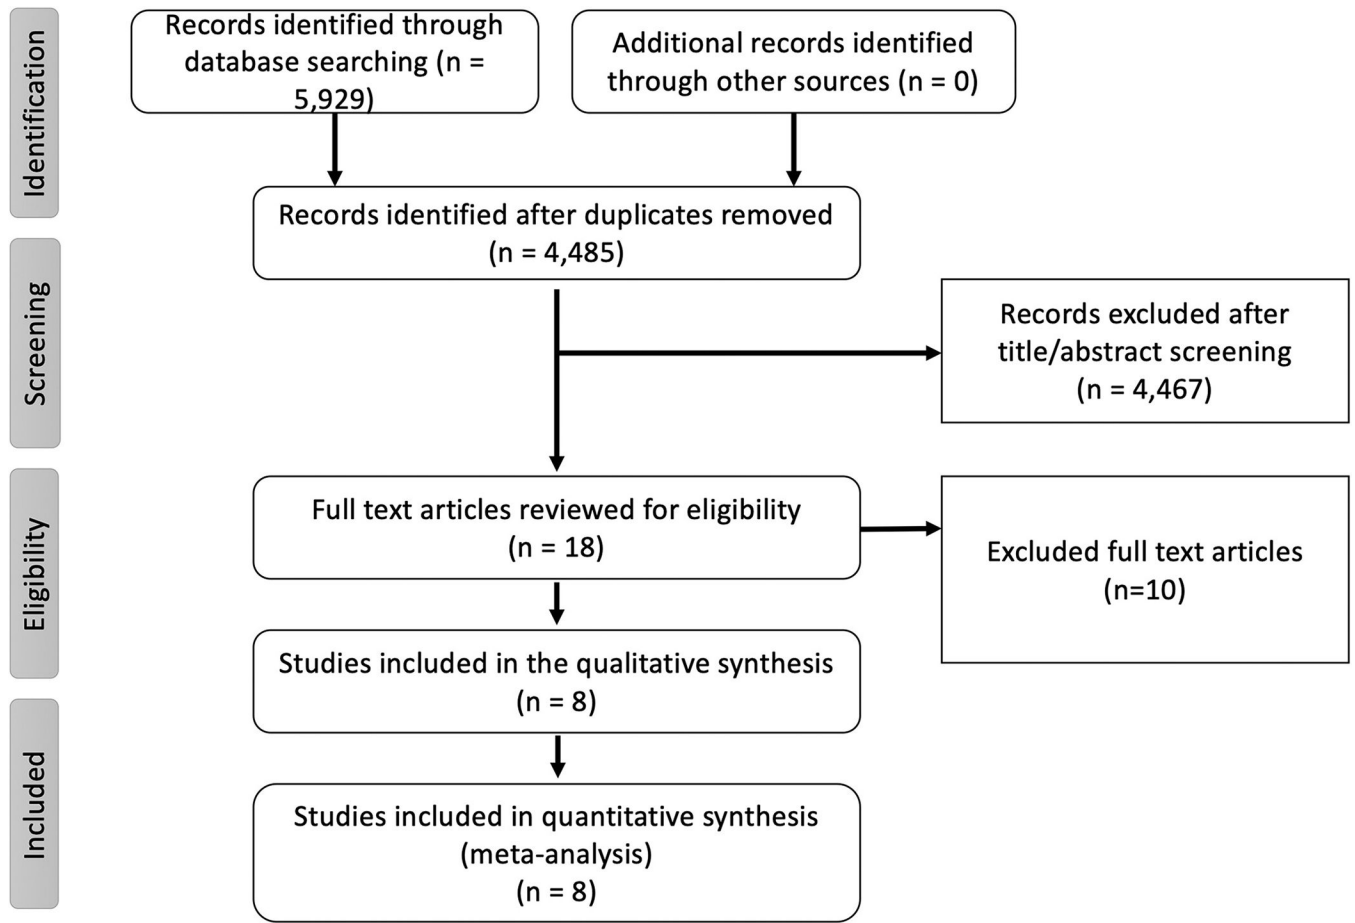 Identification
Records identified through
database searching (n =
5,929)
Additional records identified
through other sources (n = 0)
Records identified after duplicates removed
(n = 4,485)
Screening
Records excluded after
title/abstract screening
(n = 4,467)
Eligibility
Full text articles reviewed for eligibility
(n = 18)
Excluded full text articles
(n=10)
Studies included in the qualitative synthesis
(n = 8)
Included
Studies included in quantitative synthesis
(meta-analysis)
(n = 8)